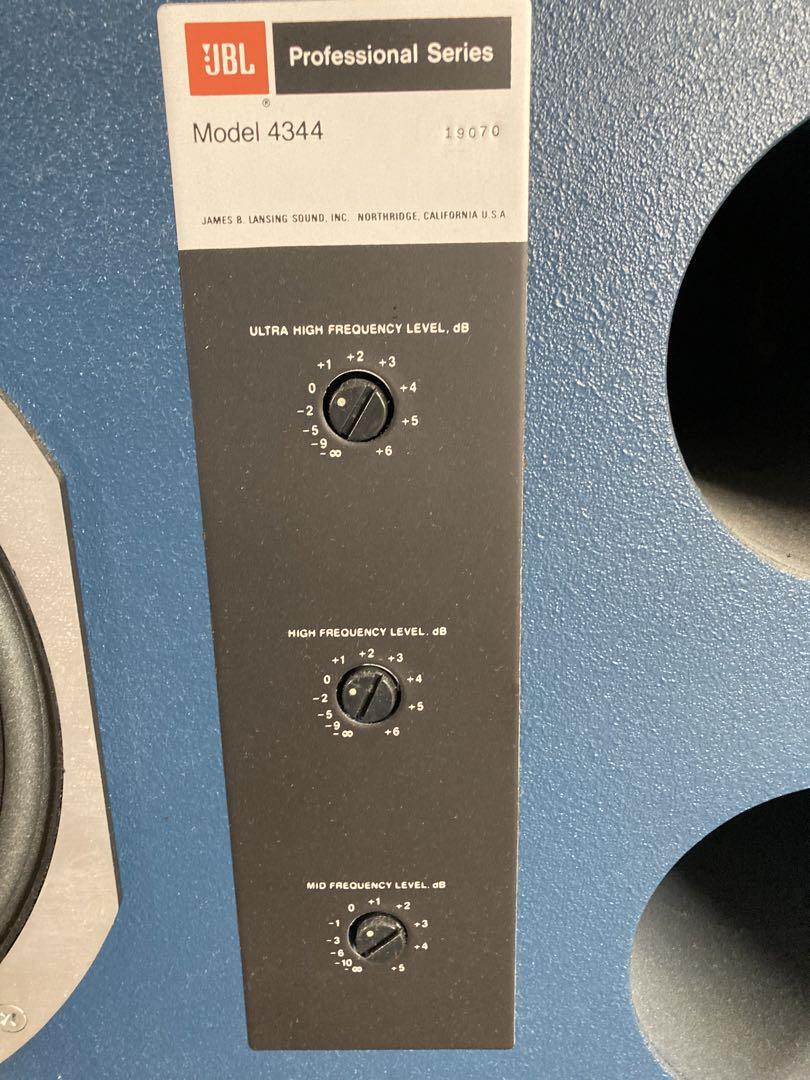 JBL Professional Series
®
Model 4344 19070
JAMES B. LANSING SOUND, INC. NORTHRIDGE, CALIFORNIA U.S.A.
ULTRA HIGH FREQUENCY LEVEL, dB
+1 +2 +3
0 +4
-2
-5 +5
-9
-∞ +6
HIGH FREQUENCY LEVEL. dB
+1 +2 +3
0 +4
-2
-5 +5
-9
-∞ +6
MID FREQUENCY LEVEL. dB
0 +1 +2
-1 +3
-3 +4
-6
-10
-∞ +5